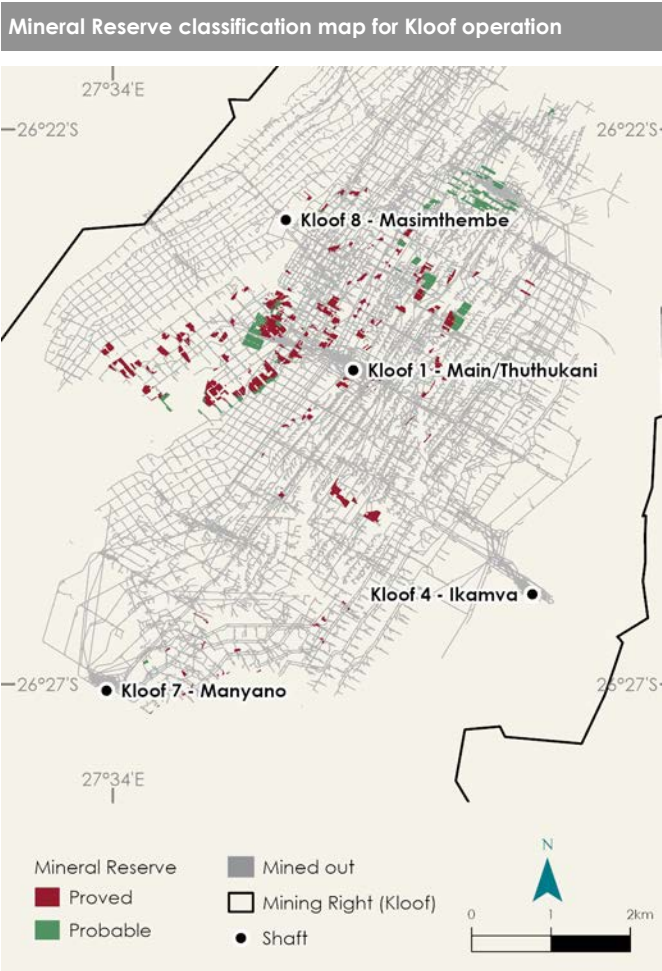 Mineral Reserve classification map for Kloof operation
27°34'E
26°22'S
26°22'S
Kloof 8 - Masimthembe
Kloof 1 - Main/Thuthukani
Kloof 4 - Ikamva
26°27'S
26°27'S
Kloof 7 - Manyano
27°34'E
N
Mineral Reserve
Mined out
Proved
Mining Right (Kloof)
Probable
Shaft
0 1 2km